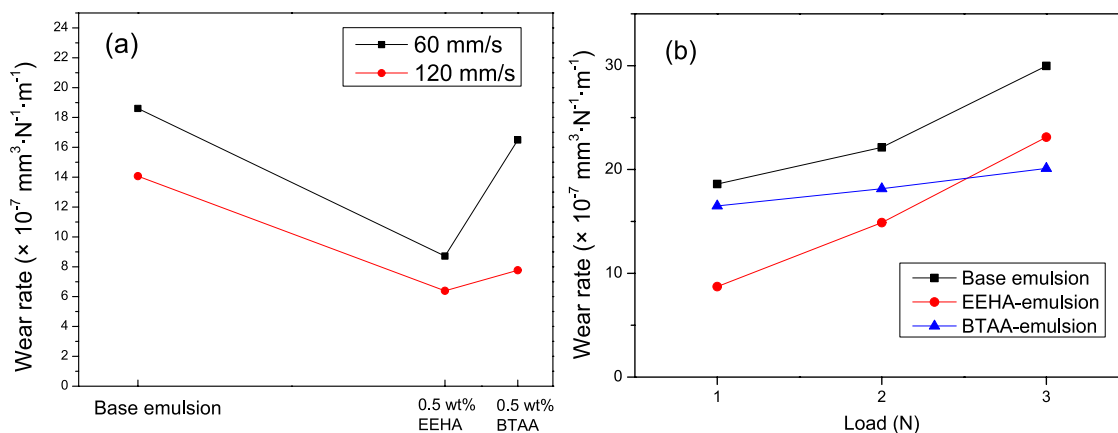 (a)
60 mm/s
120 mm/s
Wear rate (× 10⁻⁷ mm³·N⁻¹·m⁻¹)
24
22
20
18
16
14
12
10
8
6
4
2
0
Base emulsion
0.5 wt% EEHA
0.5 wt% BTAA
(b)
Wear rate (× 10⁻⁷ mm³·N⁻¹·m⁻¹)
30
20
10
0
Base emulsion
EEHA-emulsion
BTAA-emulsion
1 2 3
Load (N)